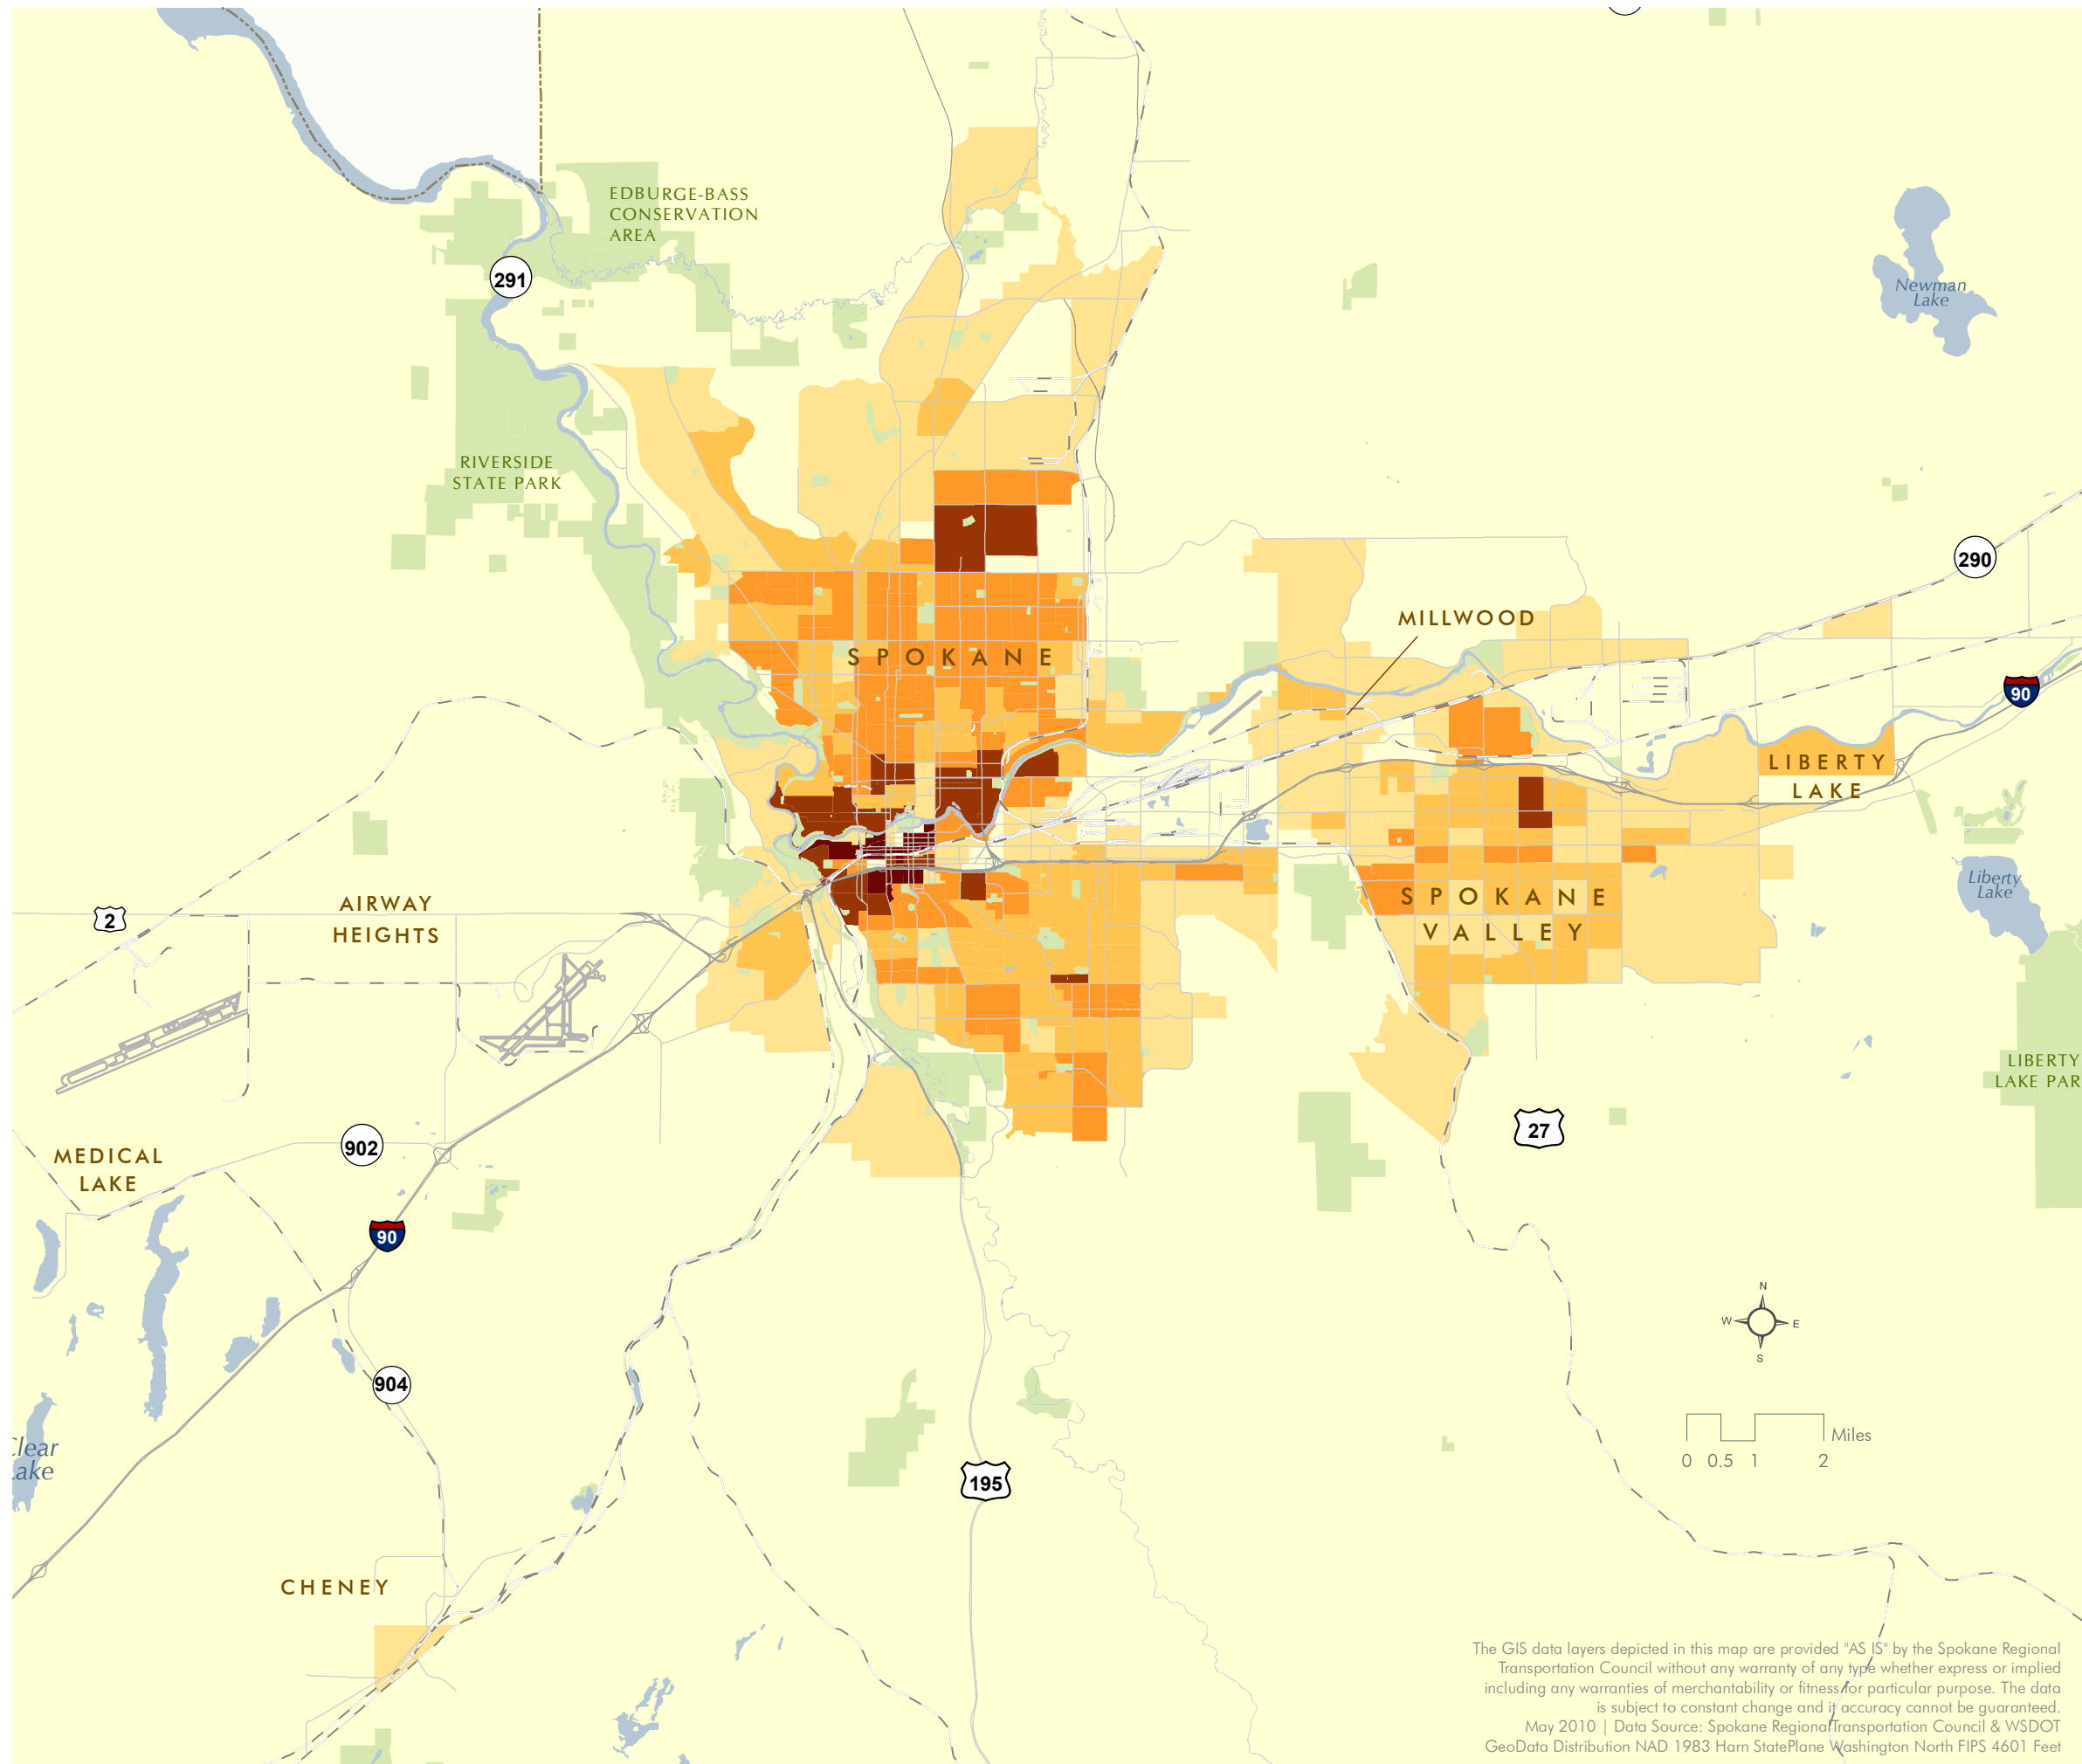 EDBURGE-BASS
CONSERVATION
AREA
291
Newman
Lake
RIVERSIDE
STATE PARK
290
MILLWOOD
SPOKANE
90
LIBERTY
LAKE
Liberty
Lake
SPOKANE
VALLEY
AIRWAY
HEIGHTS
2
LIBERTY
LAKE PAR
27
902
MEDICAL
LAKE
90
N
W E
S
904
Miles
0 0.5 1 2
Clear
Lake
195
CHENEY
The GIS data layers depicted in this map are provided "AS IS" by the Spokane Regional
Transportation Council without any warranty of any type whether express or implied
including any warranties of merchantability or fitness for particular purpose. The data
is subject to constant change and it accuracy cannot be guaranteed.
May 2010 | Data Source: Spokane Regional Transportation Council & WSDOT
GeoData Distribution NAD 1983 Harn StatePlane Washington North FIPS 4601 Feet